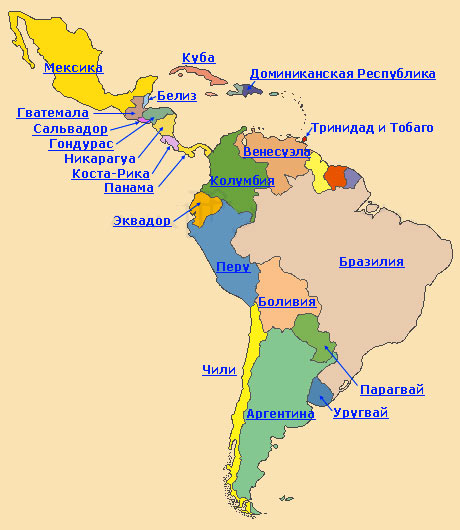 Куба
Мексика
Доминиканская Республика
Белиз
Гватемала
Сальвадор
Тринидад и Тобаго
Гондурас
Венесуэла
Никарагуа
Коста-Рика
Колумбия
Панама
Эквадор
Бразилия
Перу
Боливия
Чили
Парагвай
Аргентина
Уругвай